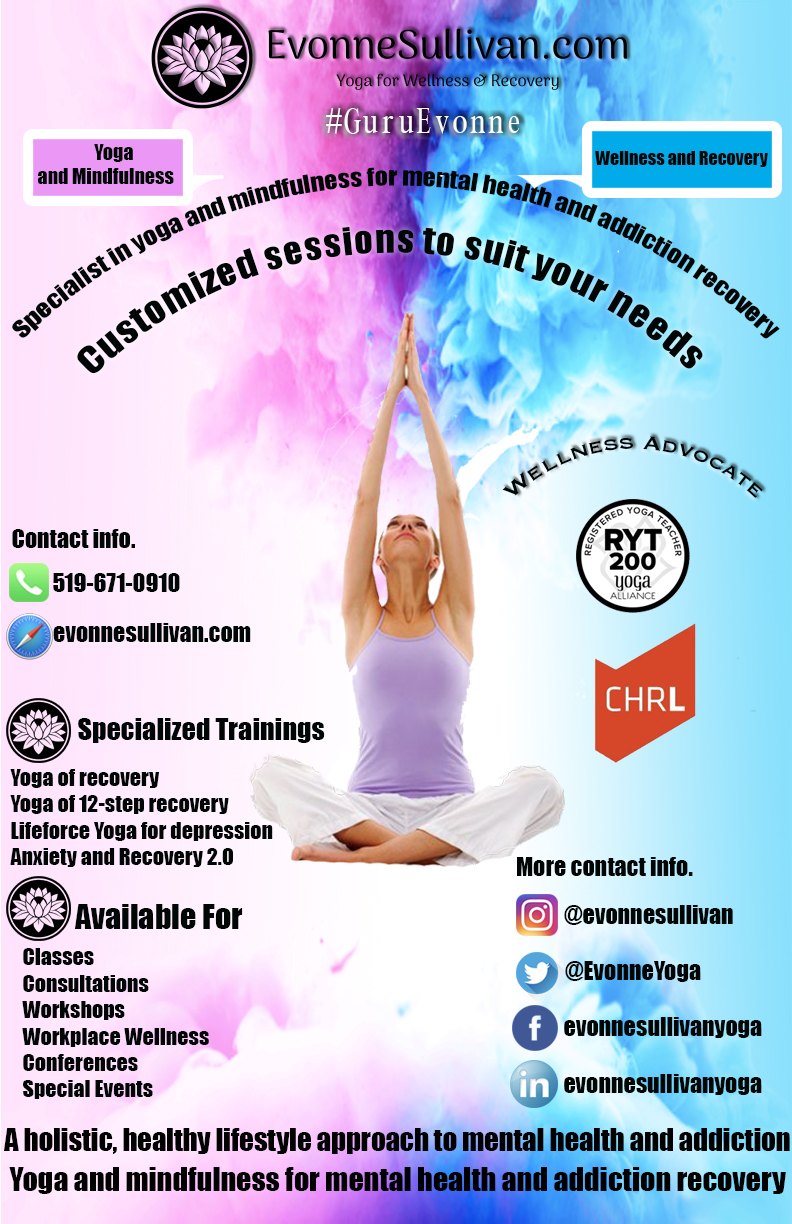 EvonneSullivan.com
Yoga for Wellness & Recovery
#GuruEvonne
Yoga
and Mindfulness
Wellness and Recovery
Specialist in yoga and mindfulness for mental health and addiction recovery
Customized sessions to suit your needs
Wellness Advocate
REGISTERED YOGA TEACHER
RYT
200
yoga
ALLIANCE
CHRL
Contact info.
519-671-0910
evonnesullivan.com
Specialized Trainings
Yoga of recovery
Yoga of 12-step recovery
Lifeforce Yoga for depression
Anxiety and Recovery 2.0
Available For
Classes
Consultations
Workshops
Workplace Wellness
Conferences
Special Events
More contact info.
@evonnesullivan
@EvonneYoga
f
evonnesullivanyoga
in
evonnesullivanyoga
A holistic, healthy lifestyle approach to mental health and addiction
Yoga and mindfulness for mental health and addiction recovery